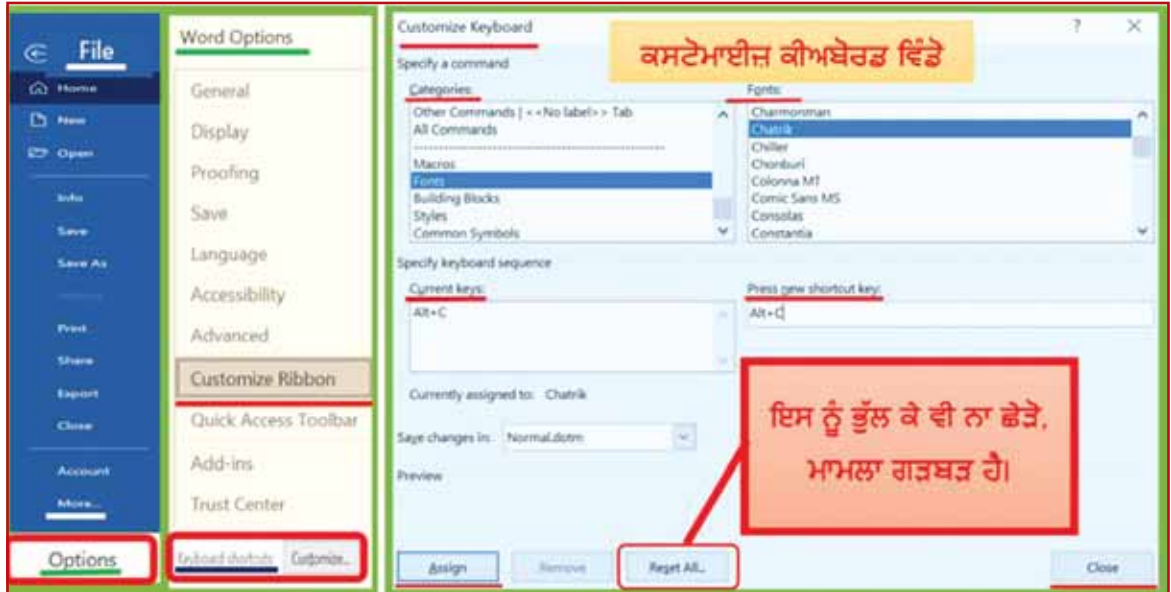 File
Home
New
Open
Info
Save
Save As
Print
Share
Export
Close
Account
More...
Options
Word Options
General
Display
Proofing
Save
Language
Accessibility
Advanced
Customize Ribbon
Quick Access Toolbar
Add-ins
Trust Center
Keyboard shortcuts: Customize...
Customize Keyboard ? ×
ਕਸਟੋਮਾਈਜ਼ ਕੀਅਬੋਰਡ ਵਿੰਡੋ
Specify a command
Categories:
Other Commands | <<No label>> Tab
All Commands
Macros
Fonts
Building Blocks
Styles
Common Symbols
Fonts:
Charmonman
Chatrik
Chiller
Chonburi
Colonna MT
Comic Sans MS
Consolas
Constantia
Specify keyboard sequence
Current keys:
Alt+C
Press new shortcut key:
Alt+C
Currently assigned to: Chatrik
Save changes in: Normal.dotm
Preview
ਇਸ ਨੂੰ ਭੁੱਲ ਕੇ ਵੀ ਨਾ ਛੇੜੋ,
ਮਾਮਲਾ ਗੜਬੜ ਹੈ।
Assign Remove Reset All... Close